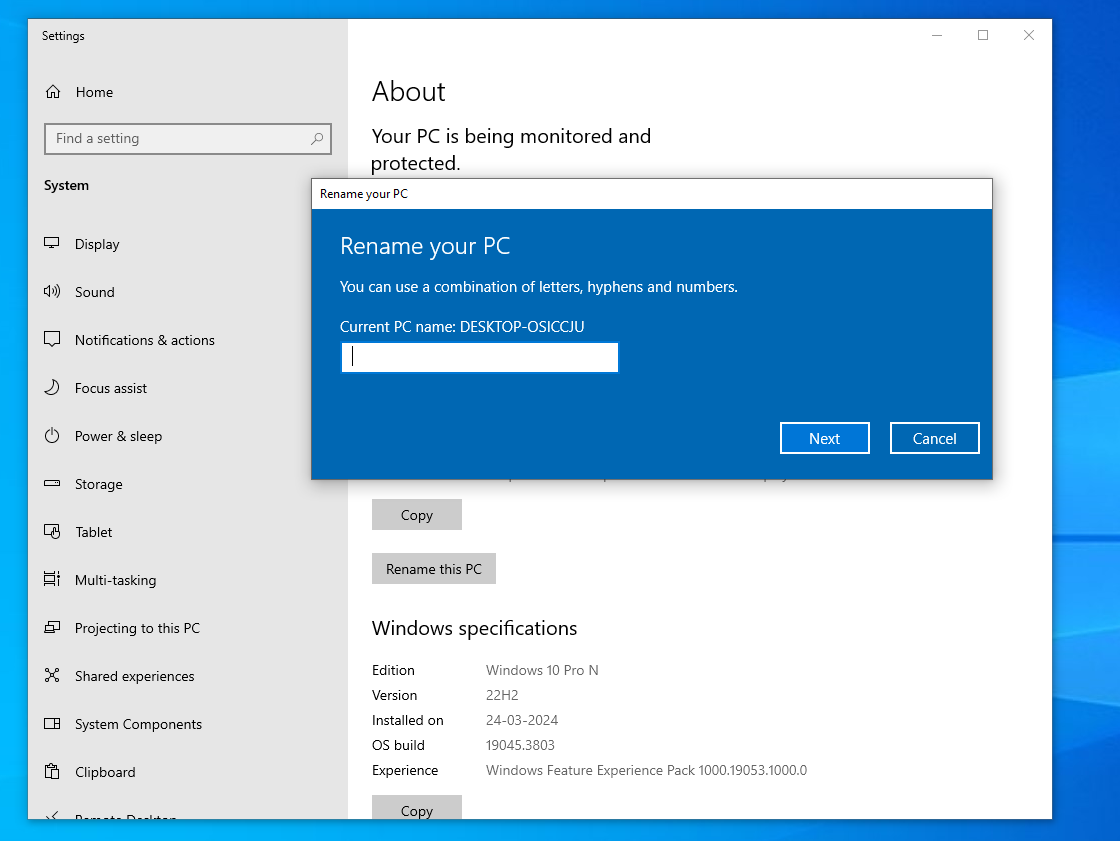 Settings
Home
Find a setting
System
Display
Sound
Notifications & actions
Focus assist
Power & sleep
Storage
Tablet
Multi-tasking
Projecting to this PC
Shared experiences
System Components
Clipboard
Remote Desktop
About
Your PC is being monitored and
protected.
Rename your PC
Rename your PC
You can use a combination of letters, hyphens and numbers.
Current PC name: DESKTOP-OSICCJU
Next
Cancel
Copy
Rename this PC
Windows specifications
Edition Windows 10 Pro N
Version 22H2
Installed on 24-03-2024
OS build 19045.3803
Experience Windows Feature Experience Pack 1000.19053.1000.0
Copy